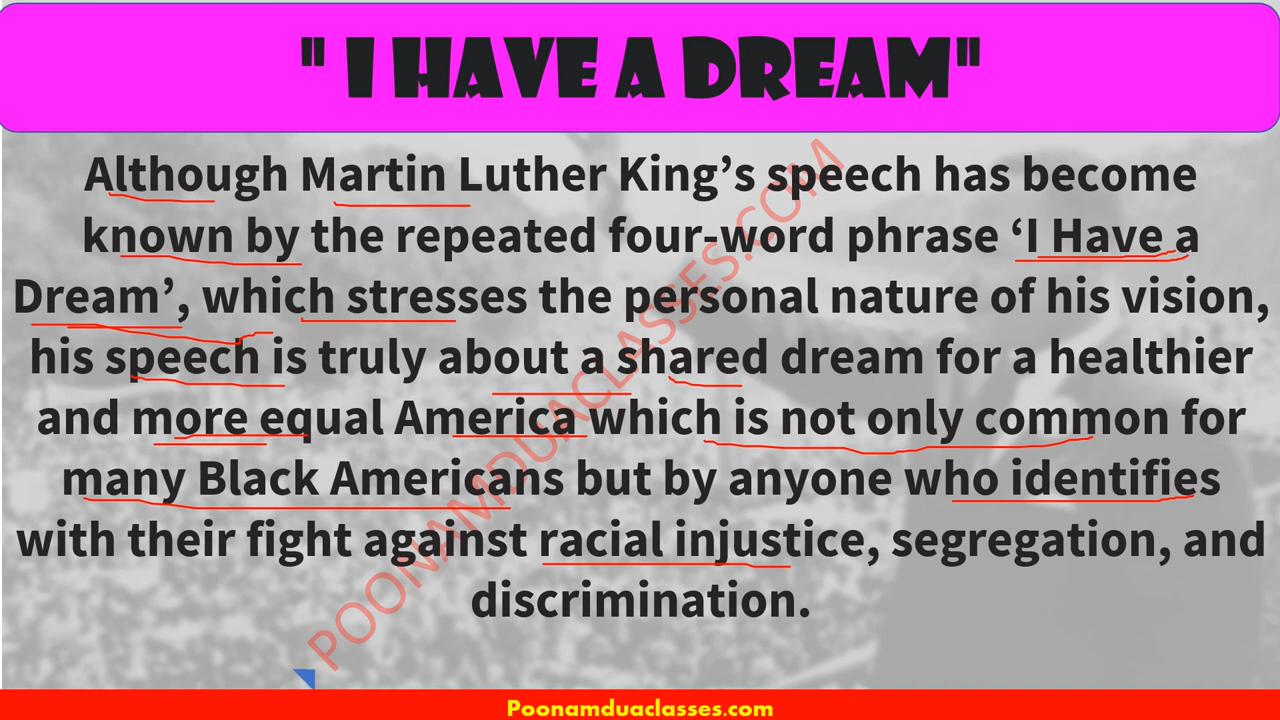 " I HAVE A DREAM"
Although Martin Luther King’s speech has become
known by the repeated four-word phrase ‘I Have a
Dream’, which stresses the personal nature of his vision,
his speech is truly about a shared dream for a healthier
and more equal America which is not only common for
many Black Americans but by anyone who identifies
with their fight against racial injustice, segregation, and
discrimination.
POONAMDUACLASSES.COM
Poonamduaclasses.com